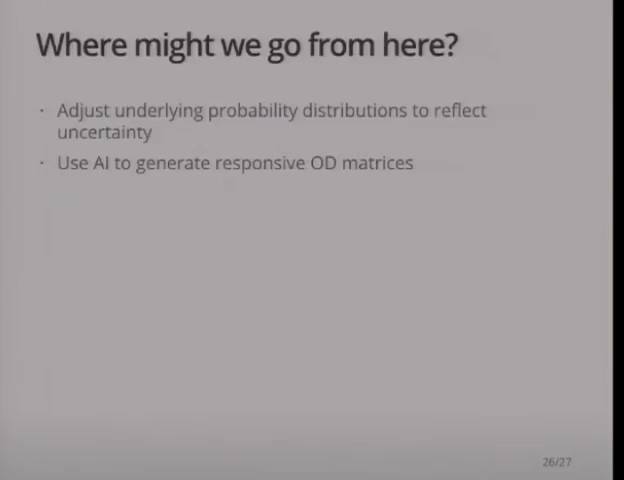 Where might we go from here?
· Adjust underlying probability distributions to reflect
uncertainty
· Use AI to generate responsive OD matrices
26/27